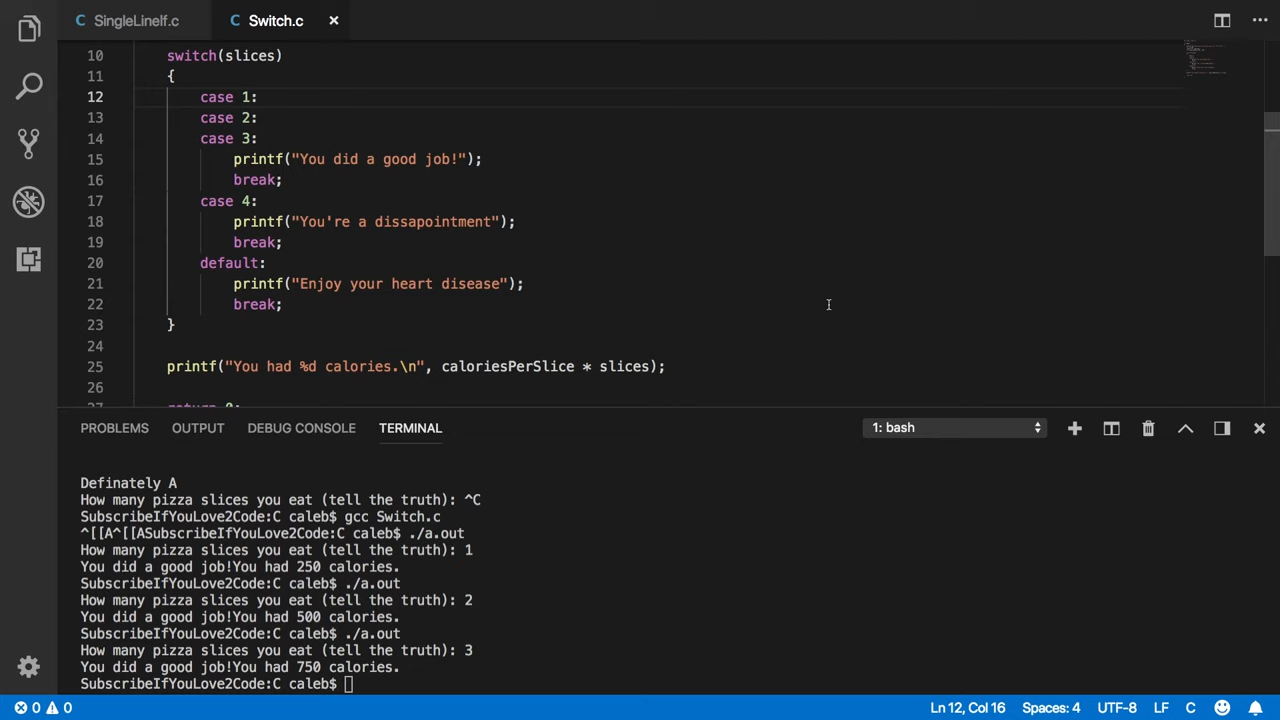 SingleLineIf.c Switch.c
10 switch(slices)
11 {
12 case 1:
13 case 2:
14 case 3:
15 printf("You did a good job!");
16 break;
17 case 4:
18 printf("You're a dissapointment");
19 break;
20 default:
21 printf("Enjoy your heart disease");
22 break;
23 }
24
25 printf("You had %d calories.\n", caloriesPerSlice * slices);
26
27 return 0;
PROBLEMS OUTPUT DEBUG CONSOLE TERMINAL 1: bash
Definately A
How many pizza slices you eat (tell the truth): ^C
SubscribeIfYouLove2Code:C caleb$ gcc Switch.c
^[[A^[[ASubscribeIfYouLove2Code:C caleb$ ./a.out
How many pizza slices you eat (tell the truth): 1
You did a good job!You had 250 calories.
SubscribeIfYouLove2Code:C caleb$ ./a.out
How many pizza slices you eat (tell the truth): 2
You did a good job!You had 500 calories.
SubscribeIfYouLove2Code:C caleb$ ./a.out
How many pizza slices you eat (tell the truth): 3
You did a good job!You had 750 calories.
SubscribeIfYouLove2Code:C caleb$
0 0 Ln 12, Col 16 Spaces: 4 UTF-8 LF C